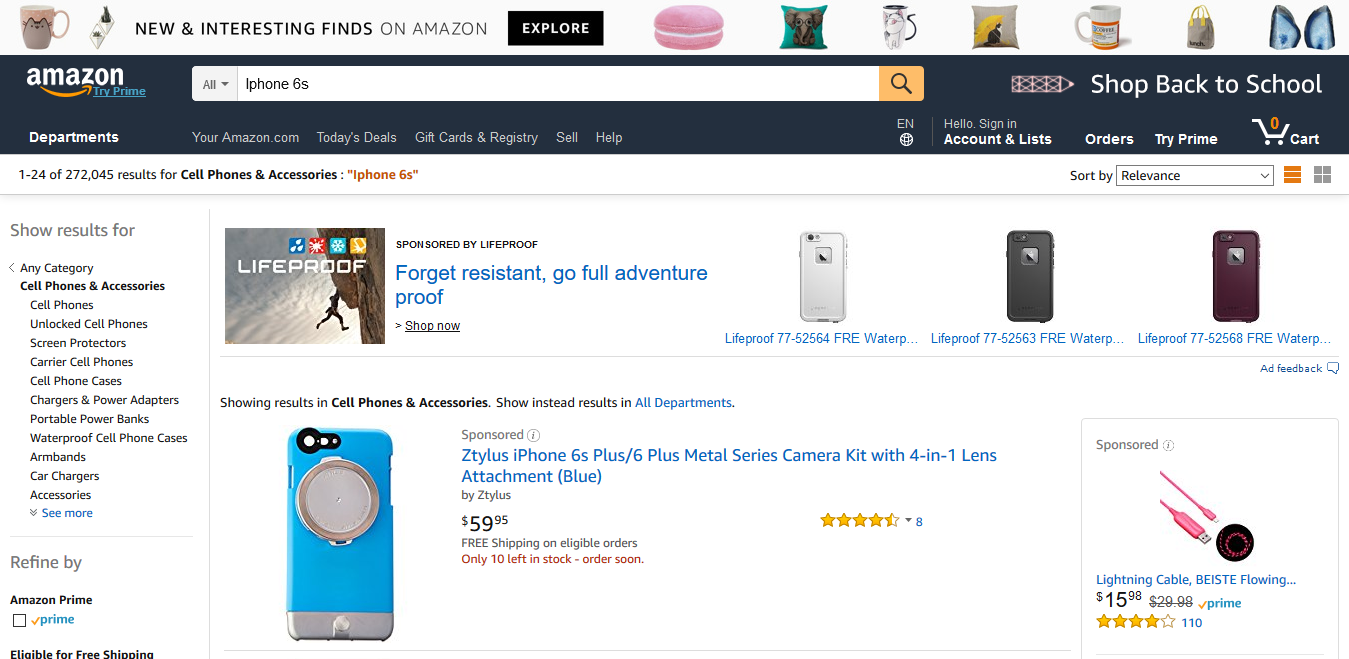 NEW & INTERESTING FINDS ON AMAZON
EXPLORE
amazon
Try Prime
All
Iphone 6s
Shop Back to School
Departments
Your Amazon.com
Today's Deals
Gift Cards & Registry
Sell
Help
EN
Hello. Sign in
Account & Lists
Orders
Try Prime
0
Cart
1-24 of 272,045 results for Cell Phones & Accessories : "Iphone 6s"
Sort by
Relevance
Show results for
Any Category
Cell Phones & Accessories
Cell Phones
Unlocked Cell Phones
Screen Protectors
Carrier Cell Phones
Cell Phone Cases
Chargers & Power Adapters
Portable Power Banks
Waterproof Cell Phone Cases
Armbands
Car Chargers
Accessories
See more
Refine by
Amazon Prime
prime
Eligible for Free Shipping
LIFEPROOF
SPONSORED BY LIFEPROOF
Forget resistant, go full adventure
proof
> Shop now
Lifeproof 77-52564 FRE Waterp...
Lifeproof 77-52563 FRE Waterp...
Lifeproof 77-52568 FRE Waterp...
Ad feedback
Showing results in Cell Phones & Accessories. Show instead results in All Departments.
Sponsored
Ztylus iPhone 6s Plus/6 Plus Metal Series Camera Kit with 4-in-1 Lens
Attachment (Blue)
by Ztylus
$59 95
8
FREE Shipping on eligible orders
Only 10 left in stock - order soon.
Sponsored
Lightning Cable, BEISTE Flowing...
$15 98 $29.98 prime
110